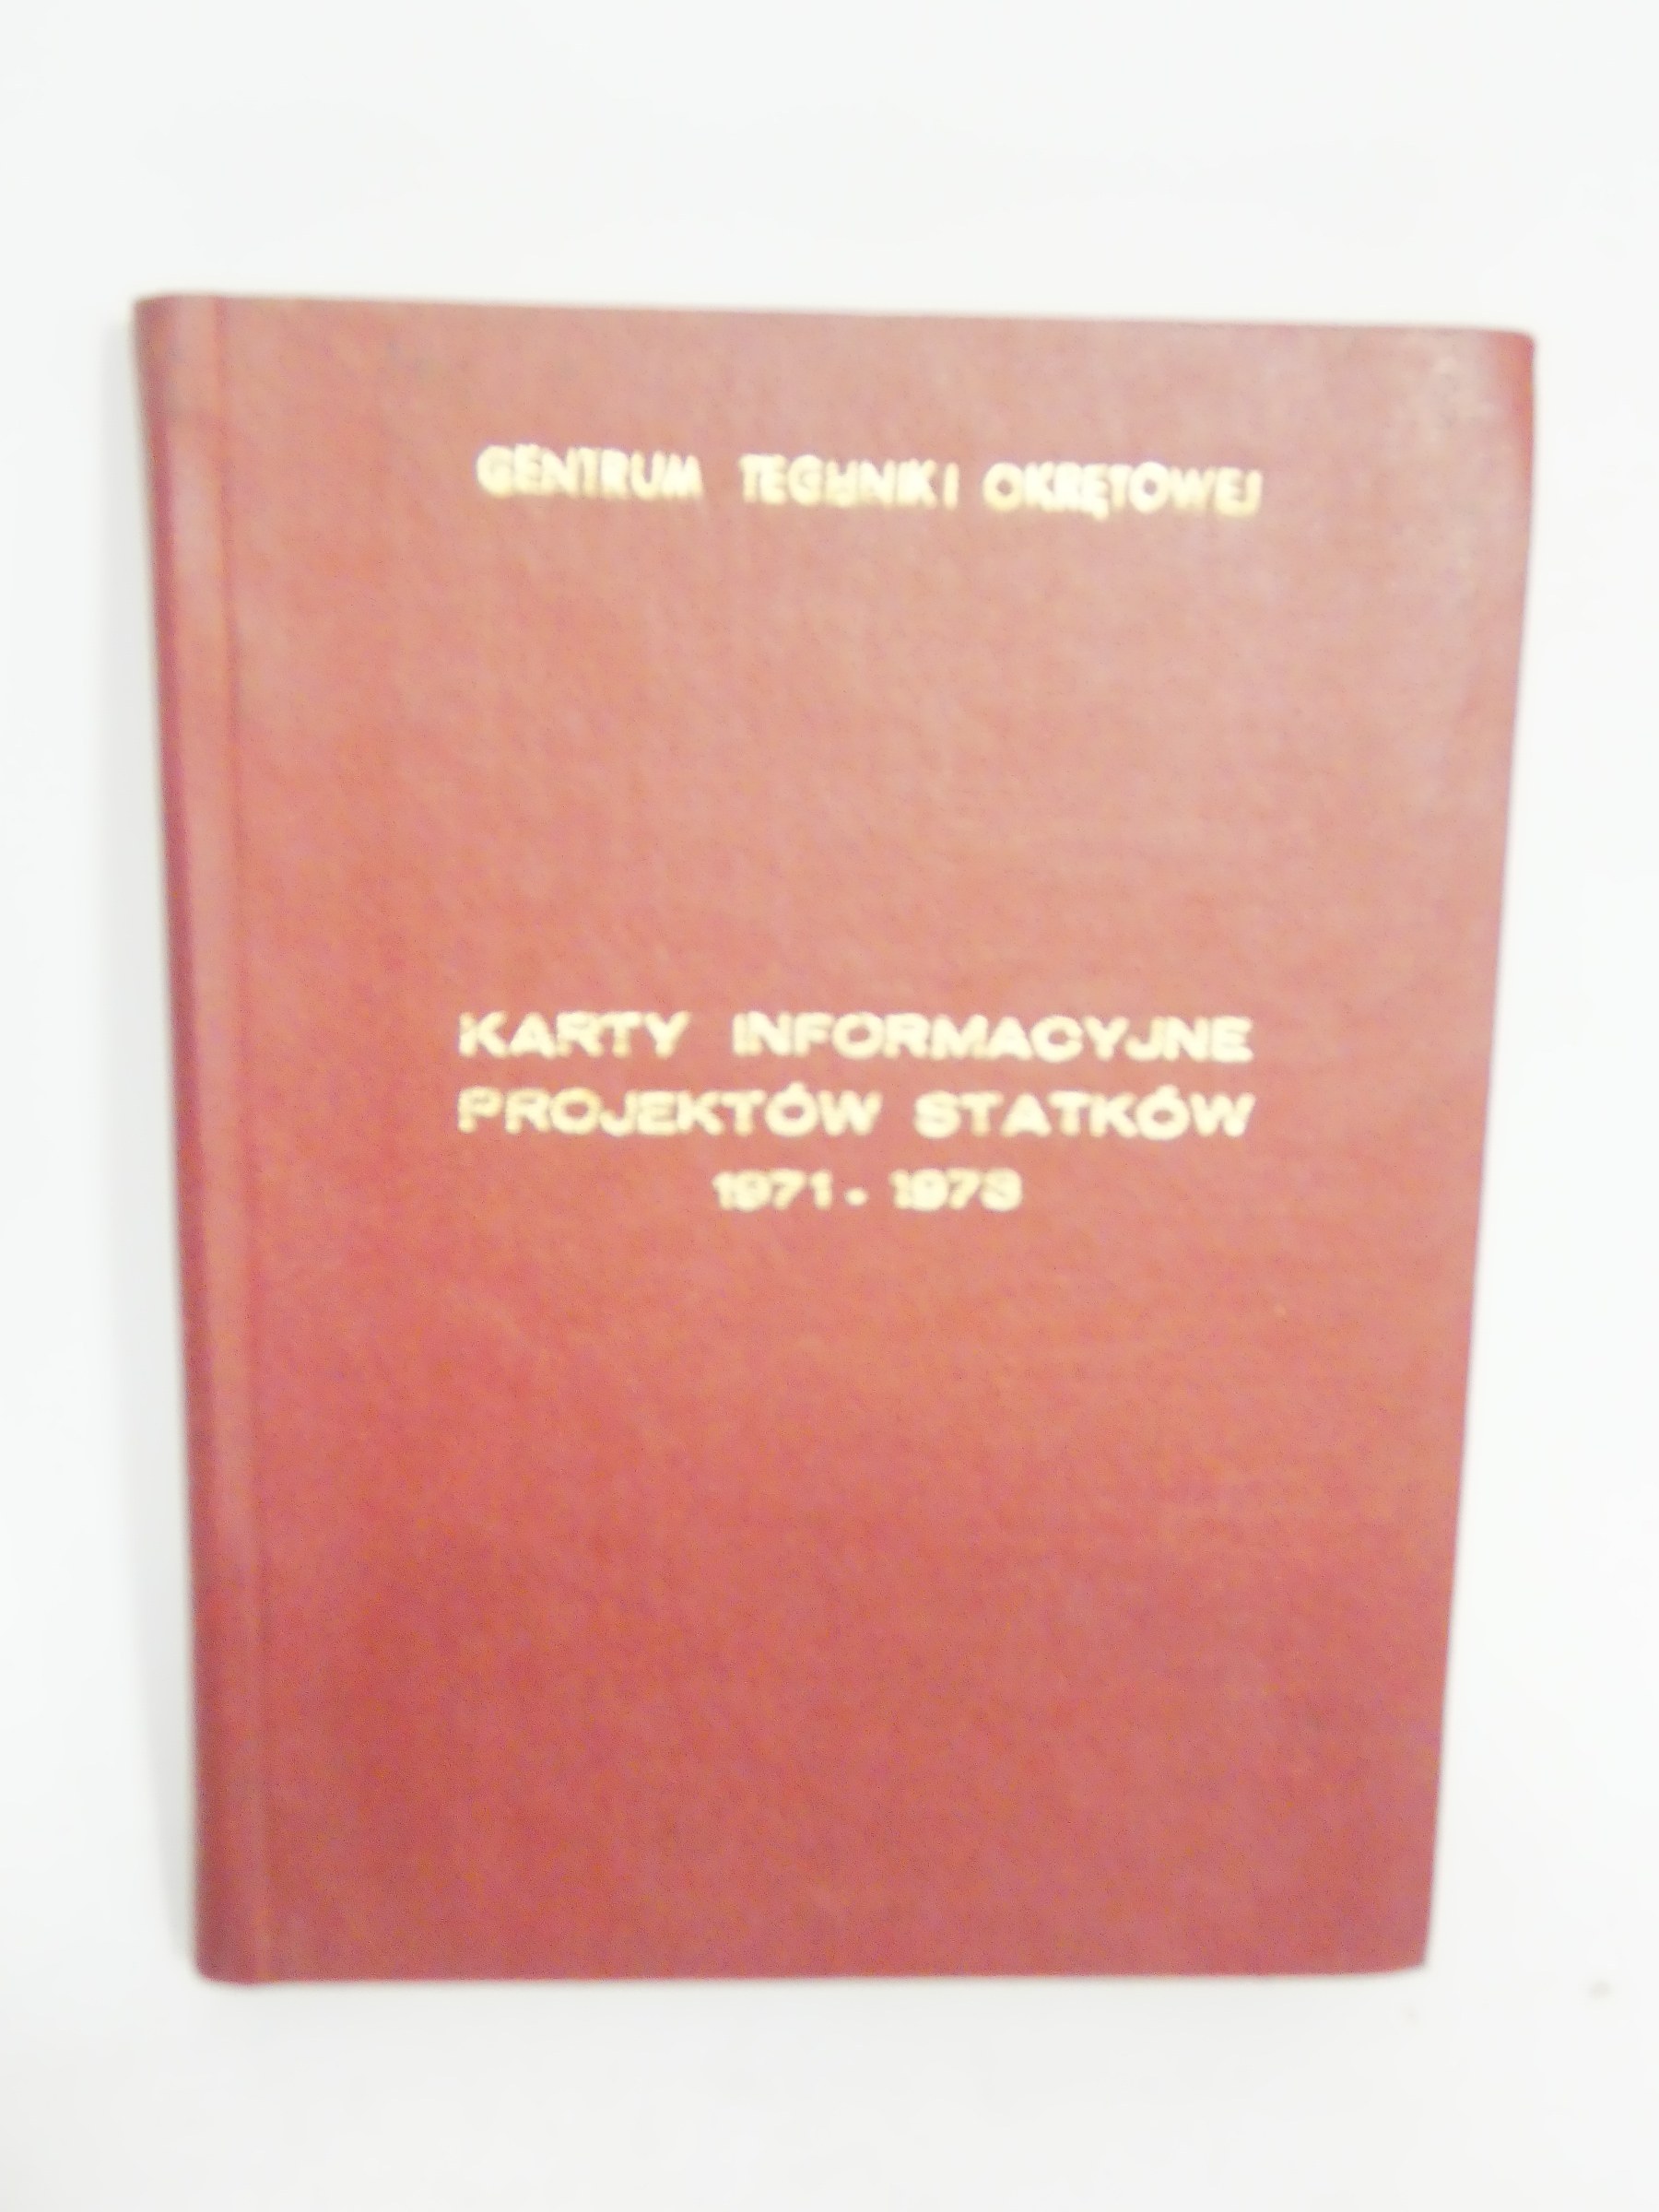 CENTRUM TECHNIKI OKRĘTOWEJ
KARTY INFORMACYJNE
PROJEKTÓW STATKÓW
1971 - 1973